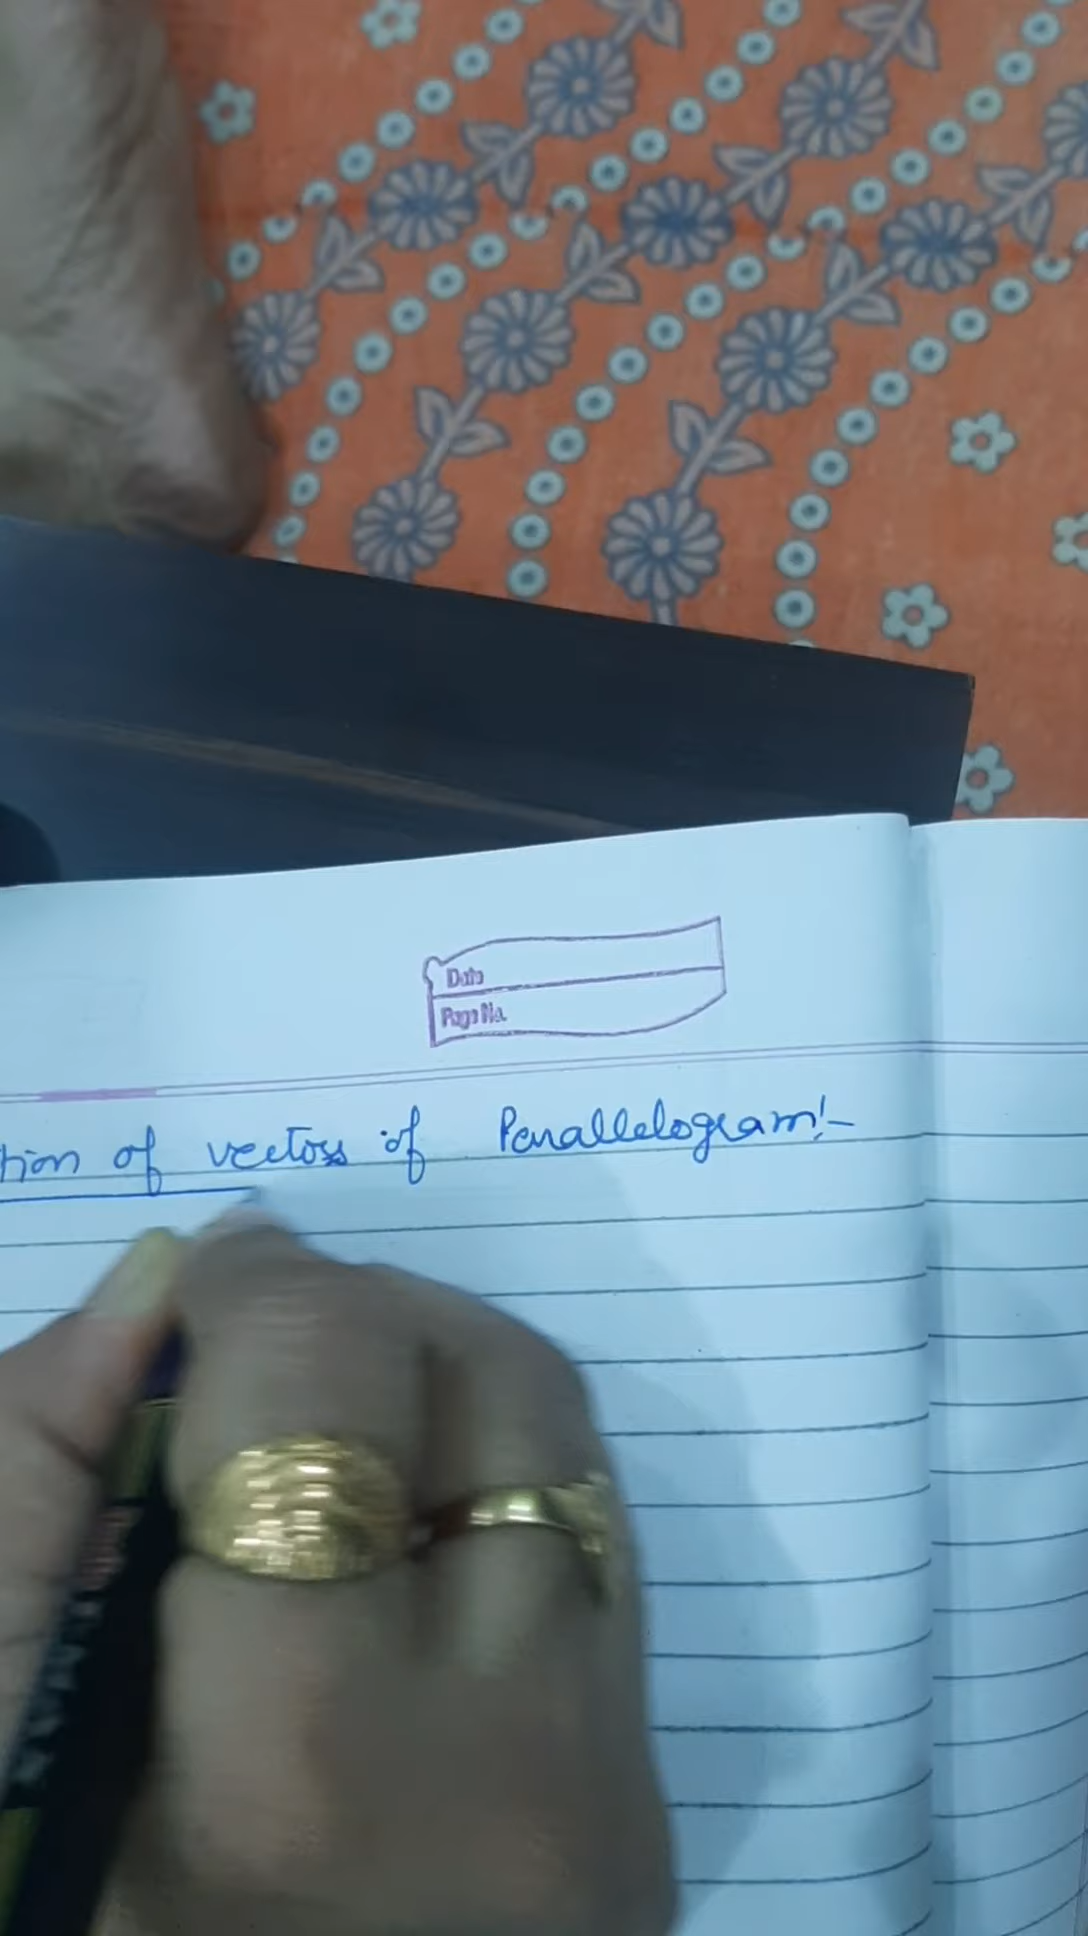 Date
Page No.
tion of vectors of Parallelogram:-